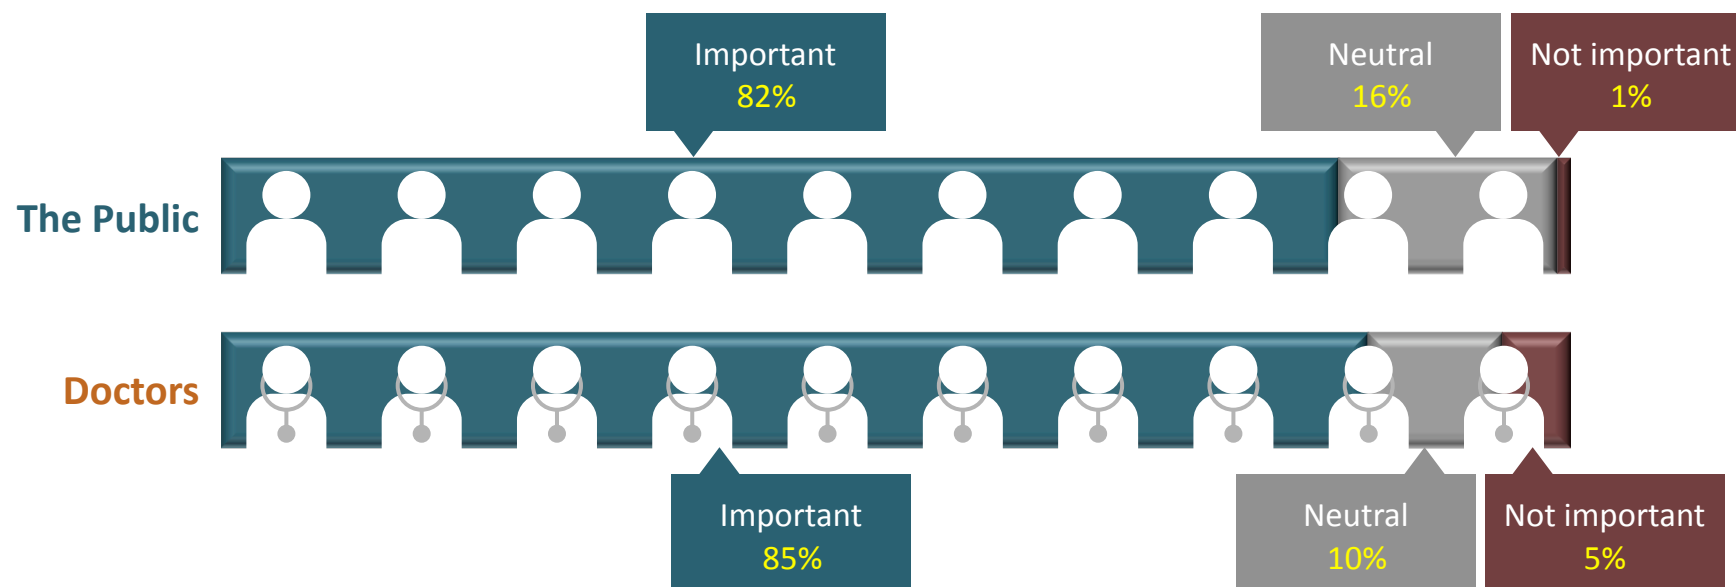 Important
82%
Neutral
16%
Not important
1%
The Public
Doctors
Important
85%
Neutral
10%
Not important
5%